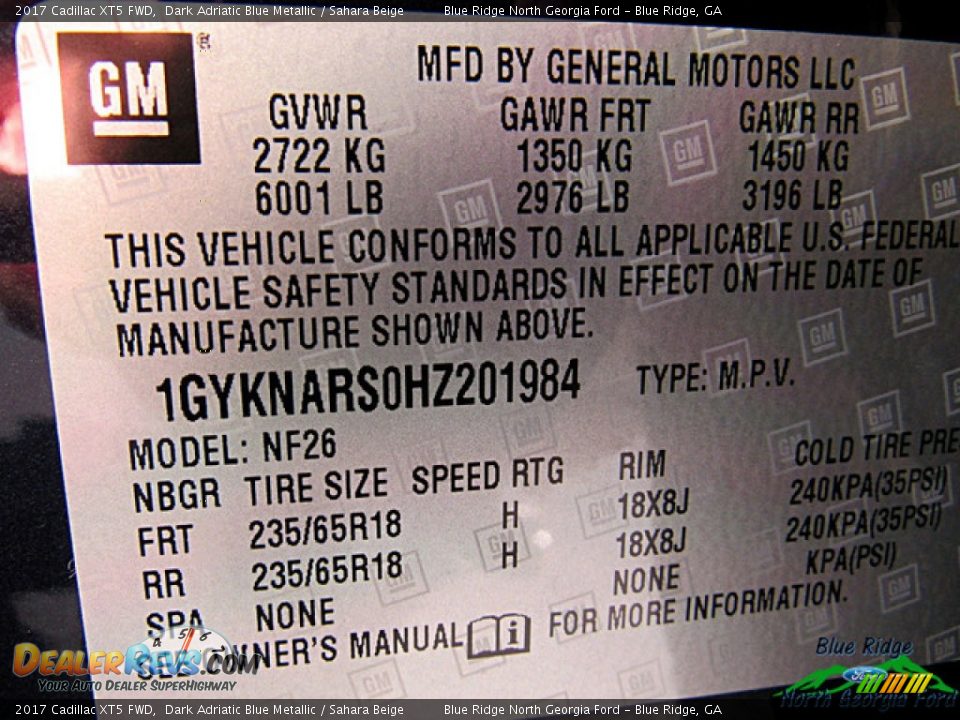 2017 Cadillac XT5 FWD, Dark Adriatic Blue Metallic / Sahara Beige Blue Ridge North Georgia Ford - Blue Ridge, GA
GM
MFD BY GENERAL MOTORS LLC
GVWR GAWR FRT GAWR RR
2722 KG 1350 KG 1450 KG
6001 LB 2976 LB 3196 LB
THIS VEHICLE CONFORMS TO ALL APPLICABLE U.S. FEDERAL
VEHICLE SAFETY STANDARDS IN EFFECT ON THE DATE OF
MANUFACTURE SHOWN ABOVE.
1GYKNARS0HZ201984 TYPE: M.P.V.
MODEL: NF26
NBGR TIRE SIZE SPEED RTG RIM COLD TIRE PRE
FRT 235/65R18 H 18X8J 240KPA(35PSI)
RR 235/65R18 H 18X8J 240KPA(35PSI)
SPA NONE NONE KPA(PSI)
SEE OWNER'S MANUAL i FOR MORE INFORMATION.
DEALERREVS.COM
YOUR AUTO DEALER SUPERHIGHWAY
Blue Ridge
Ford
North Georgia Ford
2017 Cadillac XT5 FWD, Dark Adriatic Blue Metallic / Sahara Beige Blue Ridge North Georgia Ford - Blue Ridge, GA